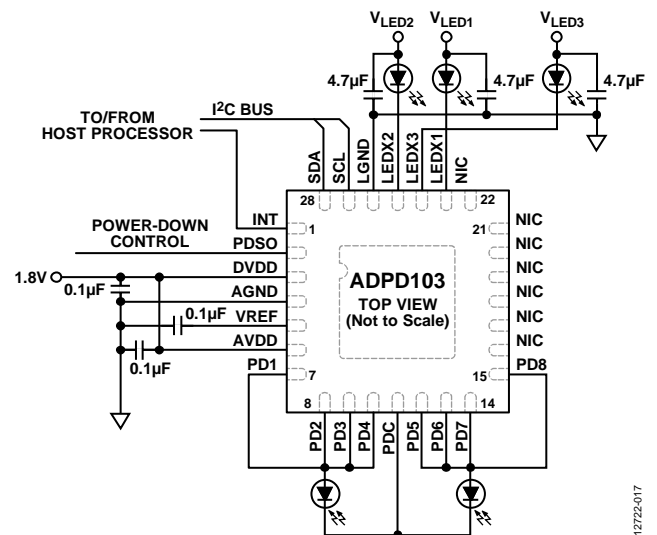 VLED2
VLED1
VLED3
4.7µF
4.7µF
4.7µF
I2C BUS
TO/FROM
HOST PROCESSOR
SDA
SCL
LGND
LEDX2
LEDX3
LEDX1
NIC
28
22
INT
1
21
NIC
POWER-DOWN
CONTROL
PDSO
NIC
1.8V
DVDD
NIC
0.1µF
AGND
NIC
0.1µF
VREF
NIC
AVDD
NIC
0.1µF
PD1
7
15
PD8
ADPD103
TOP VIEW
(Not to Scale)
8
14
PD2
PD3
PD4
PDC
PD5
PD6
PD7
12722-017